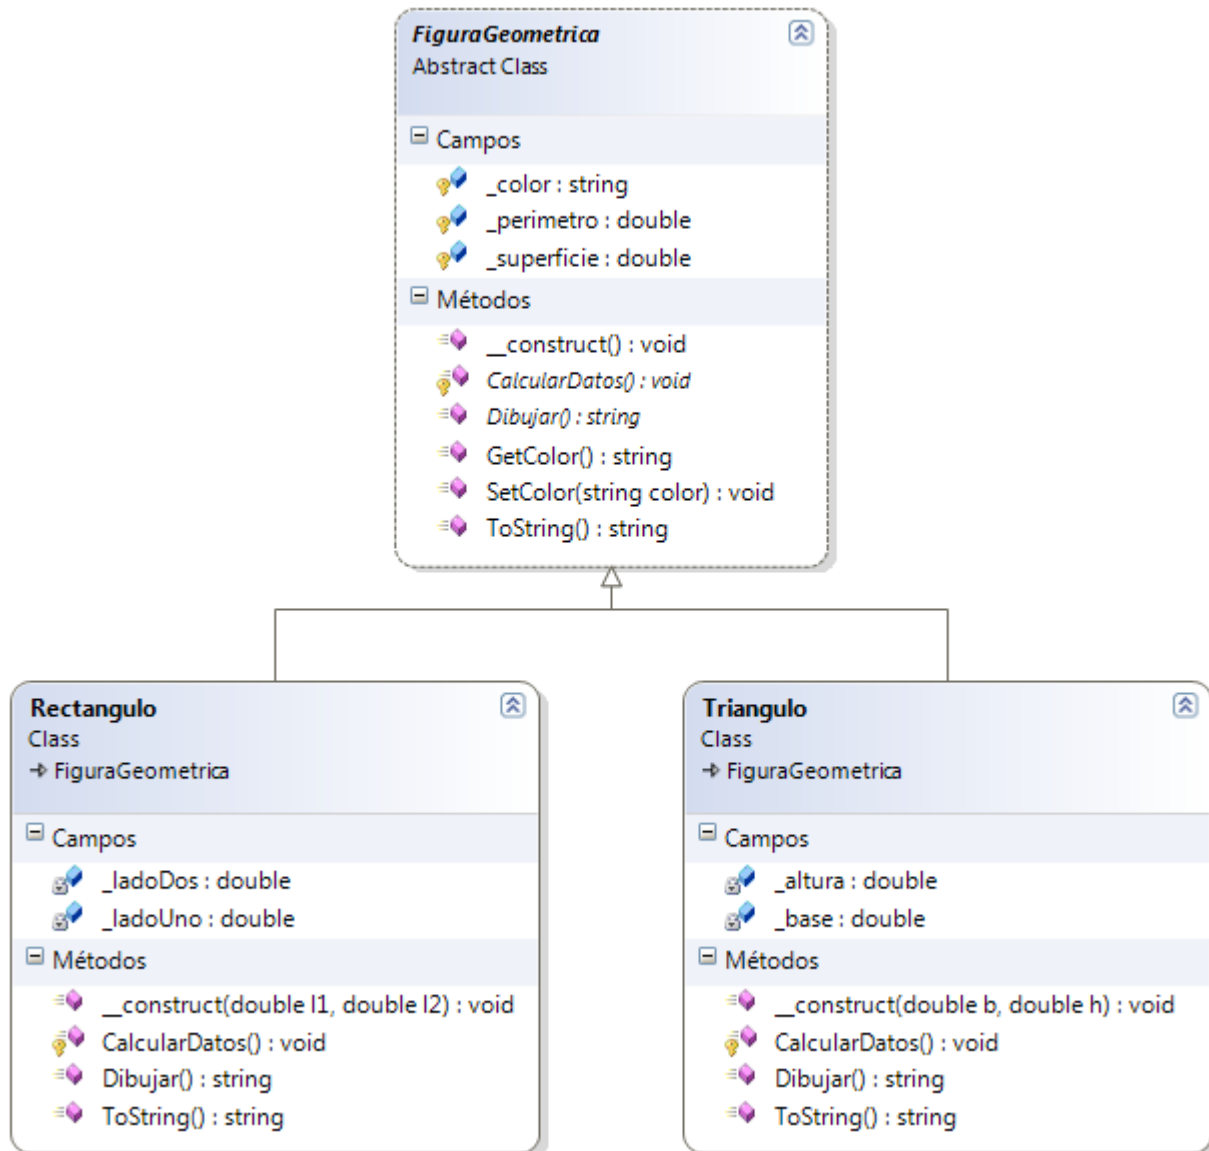 FiguraGeometrica
Abstract Class
Campos
_color : string
_perimetro : double
_superficie : double
Métodos
__construct() : void
CalcularDatos() : void
Dibujar() : string
GetColor() : string
SetColor(string color) : void
ToString() : string
Rectangulo
Class
FiguraGeometrica
Campos
_ladoDos : double
_ladoUno : double
Métodos
__construct(double l1, double l2) : void
CalcularDatos() : void
Dibujar() : string
ToString() : string
Triangulo
Class
FiguraGeometrica
Campos
_altura : double
_base : double
Métodos
__construct(double b, double h) : void
CalcularDatos() : void
Dibujar() : string
ToString() : string